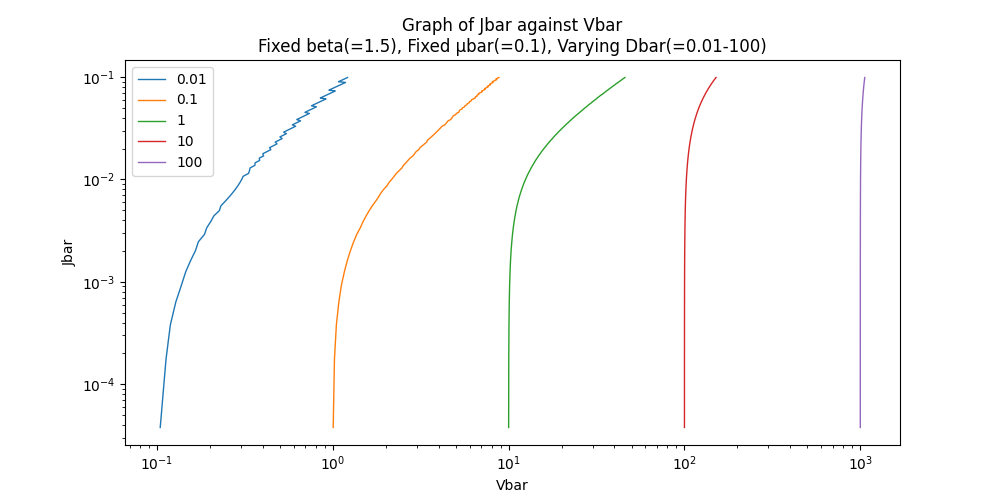 Graph of Jbar against Vbar
Fixed beta(=1.5), Fixed μbar(=0.1), Varying Dbar(=0.01-100)
0.01
0.1
1
10
100
10⁻¹
10⁻²
10⁻³
10⁻⁴
Jbar
10⁻¹ 10⁰ 10¹ 10² 10³
Vbar